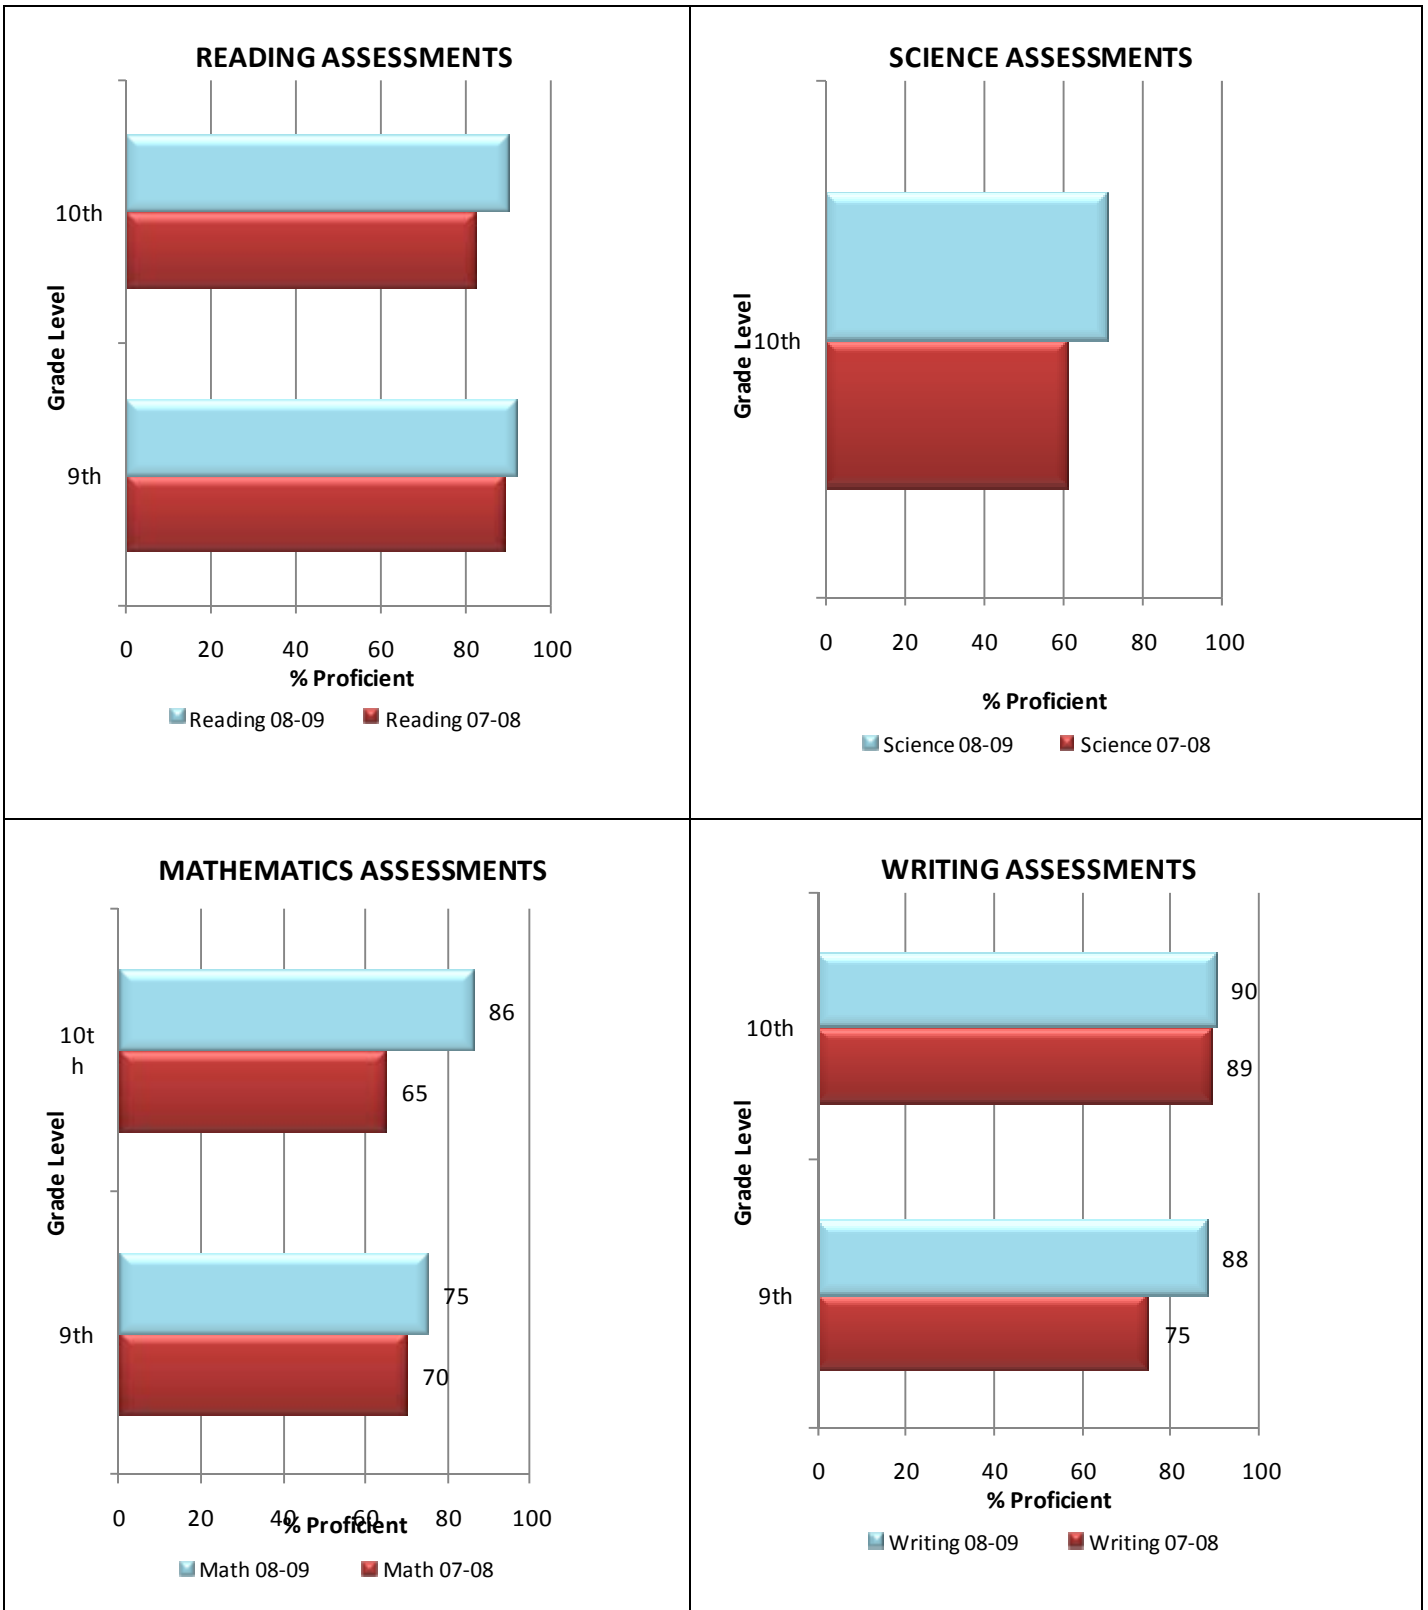 READING ASSESSMENTS
10th
9th
Grade Level
0 20 40 60 80 100
% Proficient
Reading 08-09 Reading 07-08
SCIENCE ASSESSMENTS
10th
Grade Level
0 20 40 60 80 100
% Proficient
Science 08-09 Science 07-08
MATHEMATICS ASSESSMENTS
86
10t
h
65
Grade Level
75
9th
70
0 20 40 60 80 100
% Proficient
Math 08-09 Math 07-08
WRITING ASSESSMENTS
90
10th
89
Grade Level
88
9th
75
0 20 40 60 80 100
% Proficient
Writing 08-09 Writing 07-08